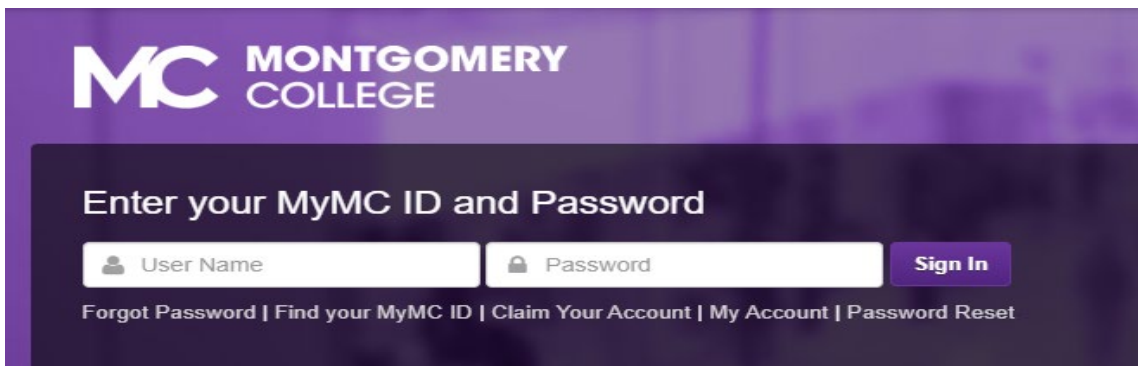 MC MONTGOMERY
COLLEGE
Enter your MyMC ID and Password
User Name Password Sign In
Forgot Password | Find your MyMC ID | Claim Your Account | My Account | Password Reset